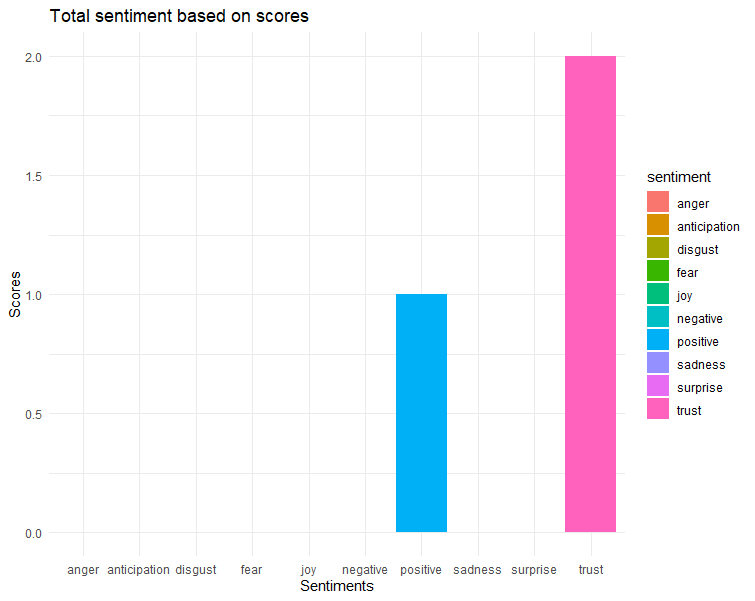 Total sentiment based on scores
2.0
1.5
1.0
0.5
0.0
Scores
anger anticipation disgust fear joy negative positive sadness surprise trust
Sentiments
sentiment
anger
anticipation
disgust
fear
joy
negative
positive
sadness
surprise
trust